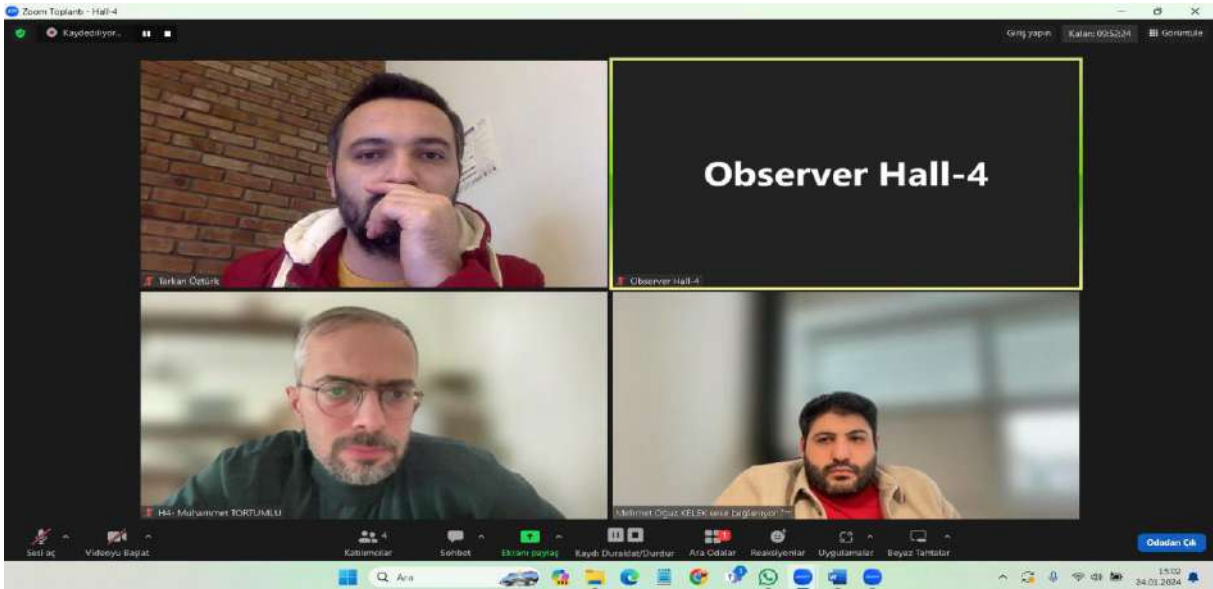 Zoom Toplantı - Hall-4
Kaydediliyor...
Giriş yapın
Kalan: 00:52:24
Görüntüle
Observer Hall-4
Tarkan Öztürk
Observer Hall-4
H4- Muhammet TORTUMLU
Mehmet Oğuz KELEK sese bağlanıyor
Sesi aç
Videoyu Başlat
4
Katılımcılar
Sohbet
Ekranı paylaş
Kaydı Duraklat/Durdur
1
Ara Odalar
Reaksiyonlar
Uygulamalar
Beyaz Tahtalar
Odadan Çık
Ara
15:02
24.01.2024